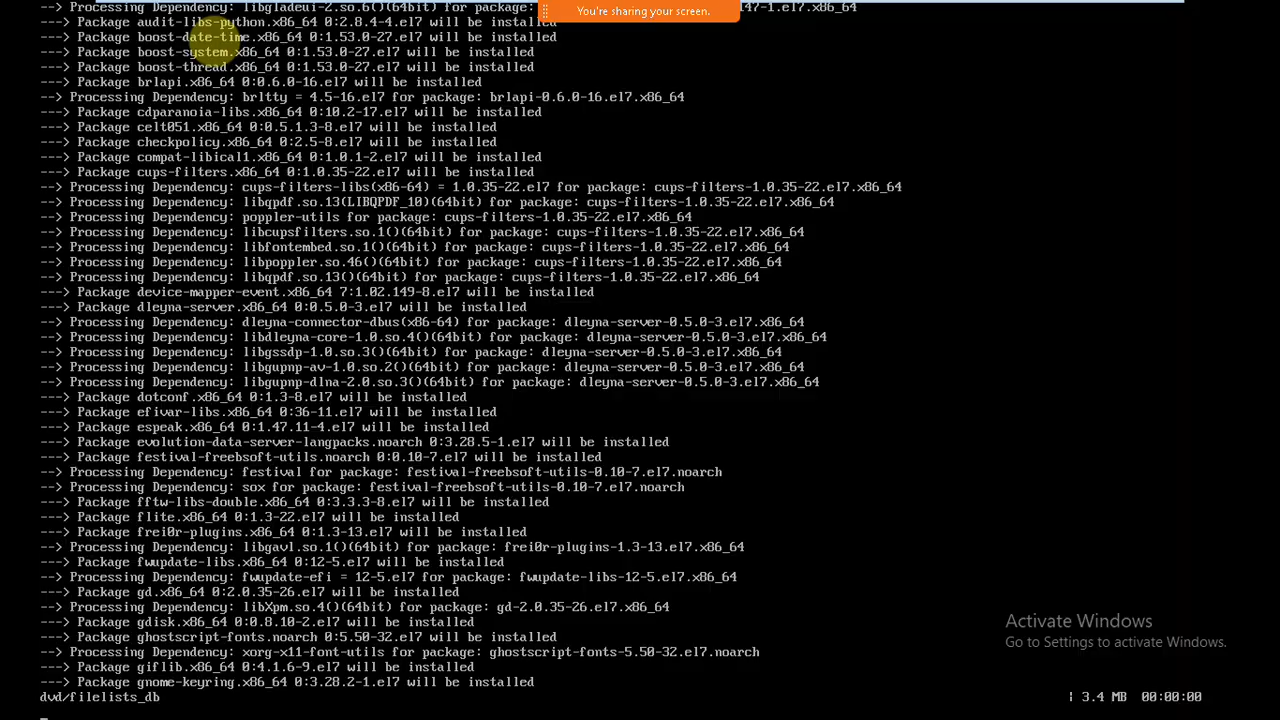 --> Processing Dependency: libgladeui-2.so.6()(64bit) for package: 147-1.el7.x86_64
You're sharing your screen.
---> Package audit-libs-python.x86_64 0:2.8.4-4.el7 will be installed
---> Package boost-date-time.x86_64 0:1.53.0-27.el7 will be installed
---> Package boost-system.x86_64 0:1.53.0-27.el7 will be installed
---> Package boost-thread.x86_64 0:1.53.0-27.el7 will be installed
---> Package brlapi.x86_64 0:0.6.0-16.el7 will be installed
--> Processing Dependency: brltty = 4.5-16.el7 for package: brlapi-0.6.0-16.el7.x86_64
---> Package cdparanoia-libs.x86_64 0:10.2-17.el7 will be installed
---> Package celt051.x86_64 0:0.5.1.3-8.el7 will be installed
---> Package checkpolicy.x86_64 0:2.5-8.el7 will be installed
---> Package compat-libical1.x86_64 0:1.0.1-2.el7 will be installed
---> Package cups-filters.x86_64 0:1.0.35-22.el7 will be installed
--> Processing Dependency: cups-filters-libs(x86-64) = 1.0.35-22.el7 for package: cups-filters-1.0.35-22.el7.x86_64
--> Processing Dependency: libqpdf.so.13(LIBQPDF_10)(64bit) for package: cups-filters-1.0.35-22.el7.x86_64
--> Processing Dependency: poppler-utils for package: cups-filters-1.0.35-22.el7.x86_64
--> Processing Dependency: libcupsfilters.so.1()(64bit) for package: cups-filters-1.0.35-22.el7.x86_64
--> Processing Dependency: libfontembed.so.1()(64bit) for package: cups-filters-1.0.35-22.el7.x86_64
--> Processing Dependency: libpoppler.so.46()(64bit) for package: cups-filters-1.0.35-22.el7.x86_64
--> Processing Dependency: libqpdf.so.13()(64bit) for package: cups-filters-1.0.35-22.el7.x86_64
---> Package device-mapper-event.x86_64 7:1.02.149-8.el7 will be installed
---> Package dleyna-server.x86_64 0:0.5.0-3.el7 will be installed
--> Processing Dependency: dleyna-connector-dbus(x86-64) for package: dleyna-server-0.5.0-3.el7.x86_64
--> Processing Dependency: libdleyna-core-1.0.so.4()(64bit) for package: dleyna-server-0.5.0-3.el7.x86_64
--> Processing Dependency: libgssdp-1.0.so.3()(64bit) for package: dleyna-server-0.5.0-3.el7.x86_64
--> Processing Dependency: libgupnp-av-1.0.so.2()(64bit) for package: dleyna-server-0.5.0-3.el7.x86_64
--> Processing Dependency: libgupnp-dlna-2.0.so.3()(64bit) for package: dleyna-server-0.5.0-3.el7.x86_64
---> Package dotconf.x86_64 0:1.3-8.el7 will be installed
---> Package efivar-libs.x86_64 0:36-11.el7 will be installed
---> Package espeak.x86_64 0:1.47.11-4.el7 will be installed
---> Package evolution-data-server-langpacks.noarch 0:3.28.5-1.el7 will be installed
---> Package festival-freebsoft-utils.noarch 0:0.10-7.el7 will be installed
--> Processing Dependency: festival for package: festival-freebsoft-utils-0.10-7.el7.noarch
--> Processing Dependency: sox for package: festival-freebsoft-utils-0.10-7.el7.noarch
---> Package fftw-libs-double.x86_64 0:3.3.3-8.el7 will be installed
---> Package flite.x86_64 0:1.3-22.el7 will be installed
---> Package frei0r-plugins.x86_64 0:1.3-13.el7 will be installed
--> Processing Dependency: libgavl.so.1()(64bit) for package: frei0r-plugins-1.3-13.el7.x86_64
---> Package fwupdate-libs.x86_64 0:12-5.el7 will be installed
--> Processing Dependency: fwupdate-efi = 12-5.el7 for package: fwupdate-libs-12-5.el7.x86_64
---> Package gd.x86_64 0:2.0.35-26.el7 will be installed
--> Processing Dependency: libXpm.so.4()(64bit) for package: gd-2.0.35-26.el7.x86_64
---> Package gdisk.x86_64 0:0.8.10-2.el7 will be installed
---> Package ghostscript-fonts.noarch 0:5.50-32.el7 will be installed
--> Processing Dependency: xorg-x11-font-utils for package: ghostscript-fonts-5.50-32.el7.noarch
---> Package giflib.x86_64 0:4.1.6-9.el7 will be installed
---> Package gnome-keyring.x86_64 0:3.28.2-1.el7 will be installed
dvd/filelists_db | 3.4 MB 00:00:00
Activate Windows
Go to Settings to activate Windows.